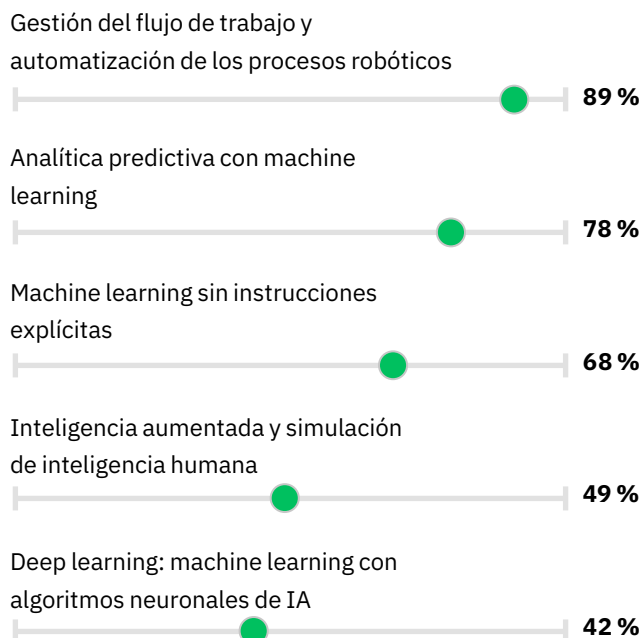 Gestión del flujo de trabajo y
automatización de los procesos robóticos
89 %
Analítica predictiva con machine
learning
78 %
Machine learning sin instrucciones
explícitas
68 %
Inteligencia aumentada y simulación
de inteligencia humana
49 %
Deep learning: machine learning con
algoritmos neuronales de IA
42 %